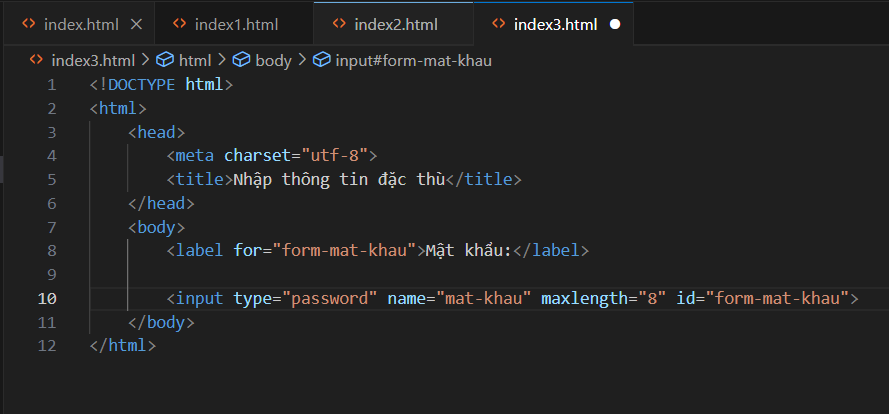 index.html index1.html index2.html index3.html
index3.html > html > body > input#form-mat-khau
1 <!DOCTYPE html>
2 <html>
3 <head>
4 <meta charset="utf-8">
5 <title>Nhập thông tin đặc thù</title>
6 </head>
7 <body>
8 <label for="form-mat-khau">Mật khẩu:</label>
9
10 <input type="password" name="mat-khau" maxlength="8" id="form-mat-khau">
11 </body>
12 </html>